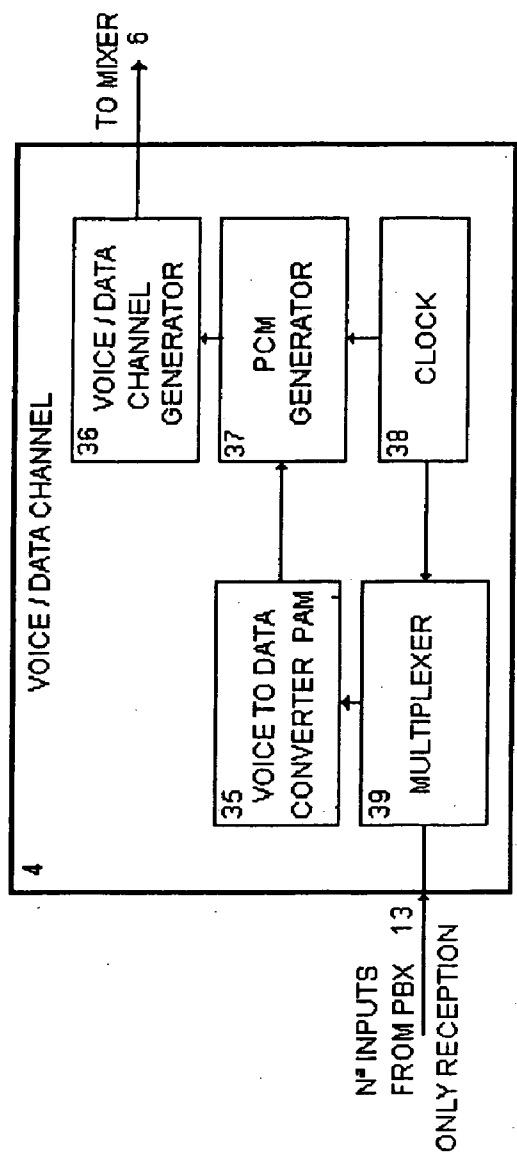 VOICE / DATA CHANNEL
4
36 VOICE / DATA
CHANNEL
GENERATOR
TO MIXER
6
35 VOICE TO DATA
CONVERTER PAM
37
PCM
GENERATOR
39 MULTIPLEXER
38 CLOCK
Nª INPUTS
FROM PBX 13
ONLY RECEPTION